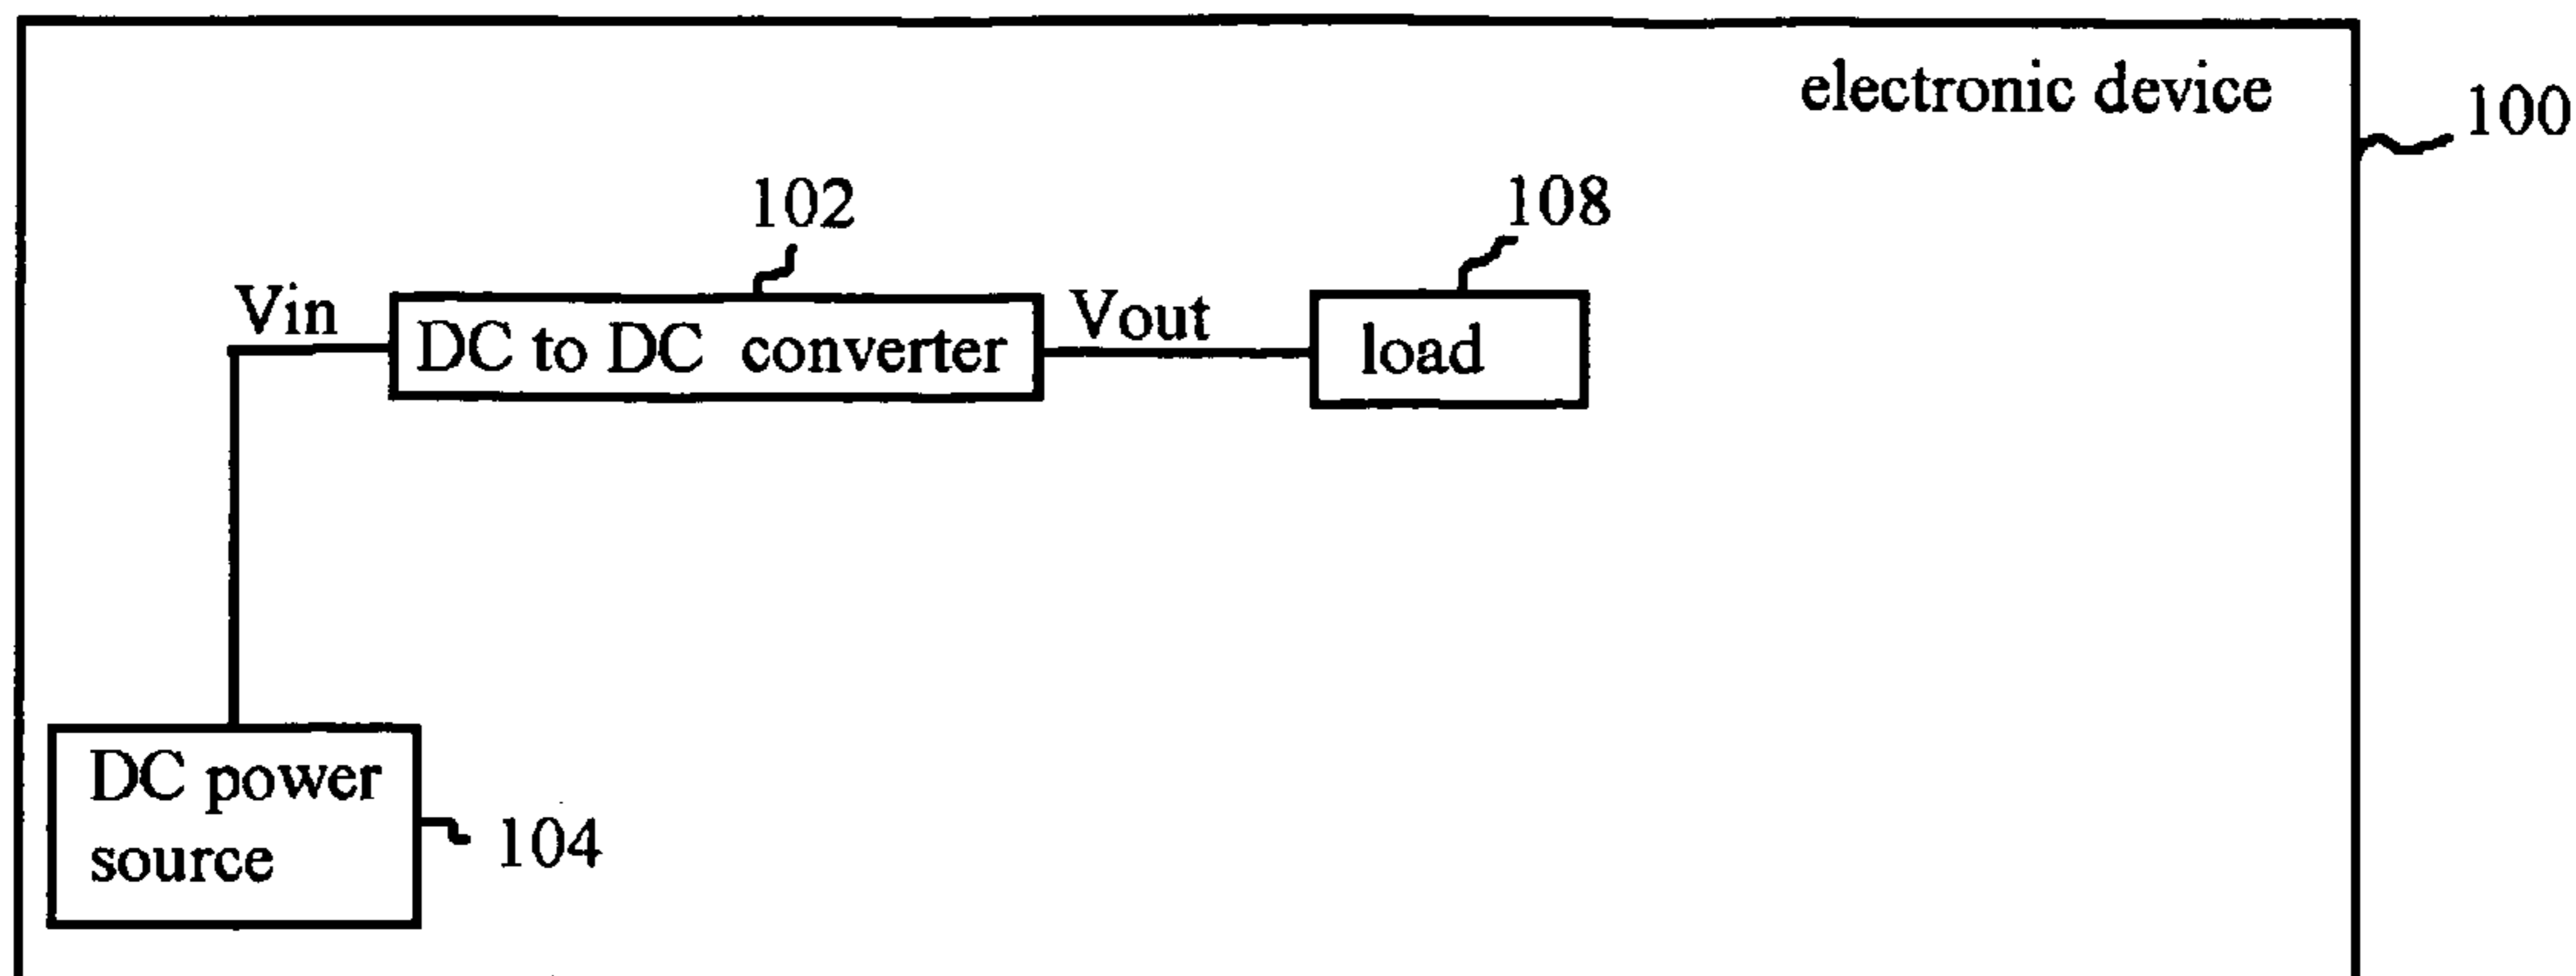 electronic device
100
102
108
Vin
DC to DC converter
Vout
load
DC power
source
104